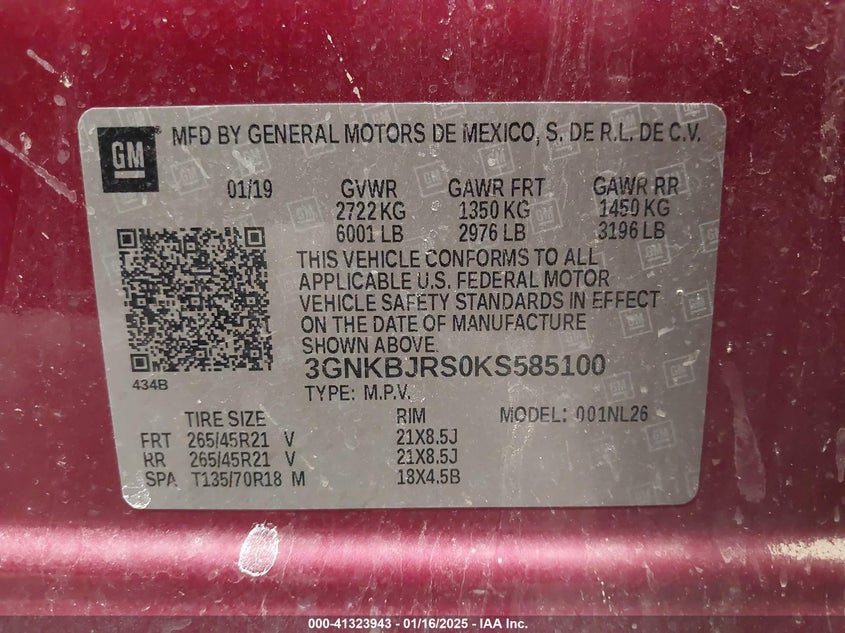 GM
MFD BY GENERAL MOTORS DE MEXICO, S. DE R.L. DE C.V.
01/19 GVWR GAWR FRT GAWR RR
2722 KG 1350 KG 1450 KG
6001 LB 2976 LB 3196 LB
THIS VEHICLE CONFORMS TO ALL
APPLICABLE U.S. FEDERAL MOTOR
VEHICLE SAFETY STANDARDS IN EFFECT
ON THE DATE OF MANUFACTURE
SHOWN ABOVE.
3GNKBJRS0KS585100
434B
TYPE: M.P.V.
TIRE SIZE RIM MODEL: 001NL26
FRT 265/45R21 V 21X8.5J
RR 265/45R21 V 21X8.5J
SPA T135/70R18 M 18X4.5B
000-41323943 - 01/16/2025 - IAA Inc.